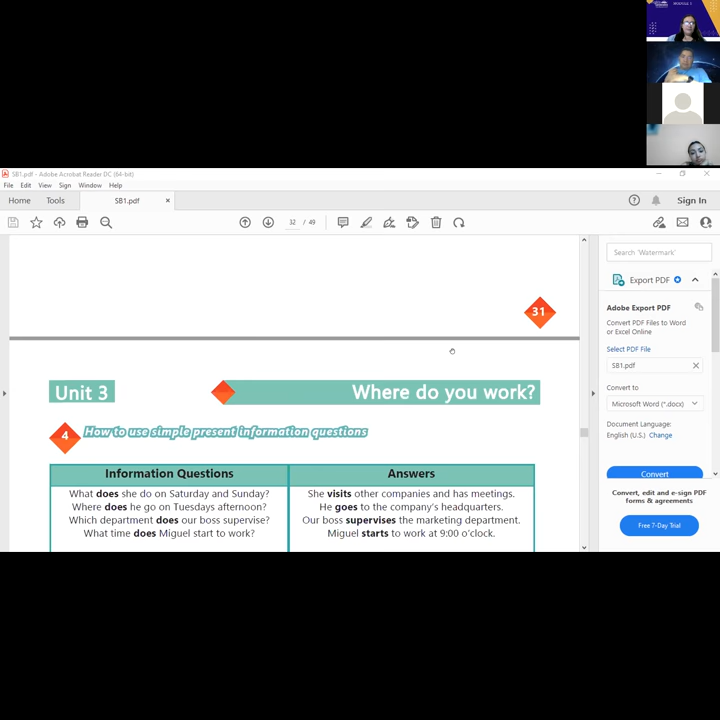 MODULE 2
SB1.pdf - Adobe Acrobat Reader DC (64-bit)
File Edit View Sign Window Help
Home Tools SB1.pdf × Sign In
32 / 49
Search 'Watermark'
Export PDF
Adobe Export PDF
Convert PDF Files to Word
or Excel Online
Select PDF File
SB1.pdf
Convert to
Microsoft Word (*.docx)
Document Language:
English (U.S.) Change
Convert
Convert, edit and e-sign PDF
forms & agreements
Free 7-Day Trial
31
Unit 3 Where do you work?
4 How to use simple present information questions
Information Questions Answers
What does she do on Saturday and Sunday? She visits other companies and has meetings.
Where does he go on Tuesdays afternoon? He goes to the company's headquarters.
Which department does our boss supervise? Our boss supervises the marketing department.
What time does Miguel start to work? Miguel starts to work at 9:00 o'clock.